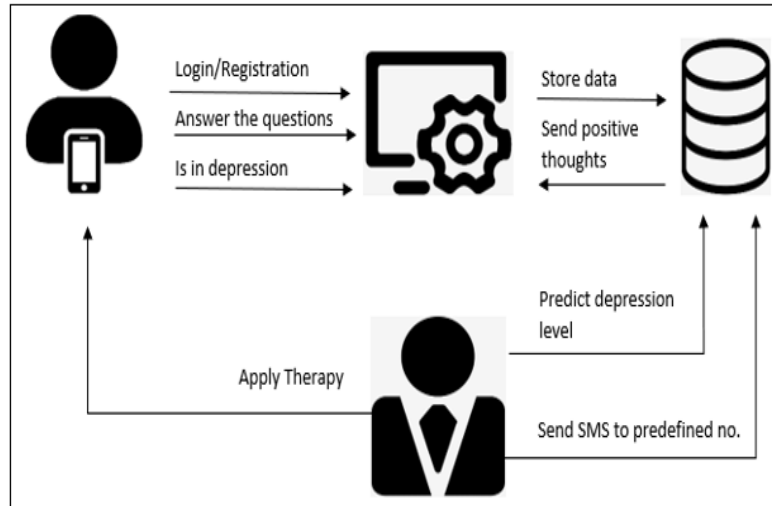 Login/Registration
Answer the questions
Is in depression
Store data
Send positive
thoughts
Predict depression
level
Apply Therapy
Send SMS to predefined no.